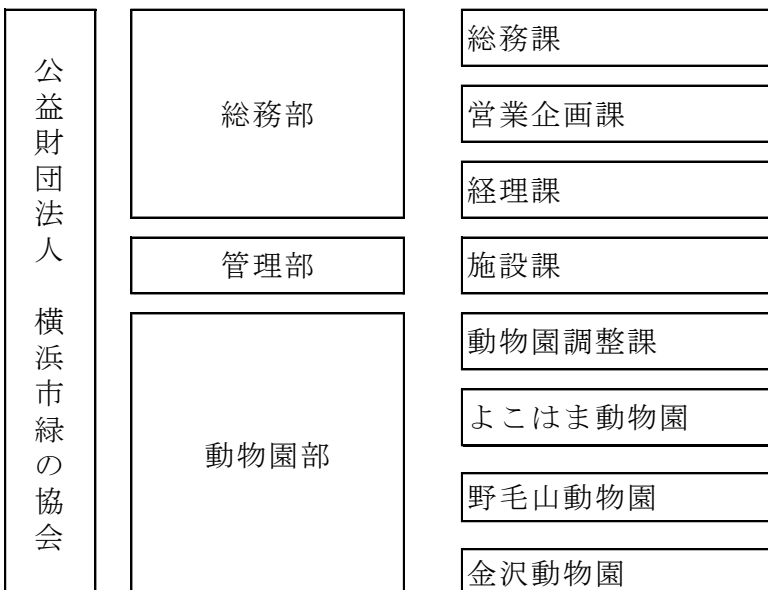 公益財団法人 横浜市緑の協会
総務部
総務課
営業企画課
経理課
管理部
施設課
動物園部
動物園調整課
よこはま動物園
野毛山動物園
金沢動物園